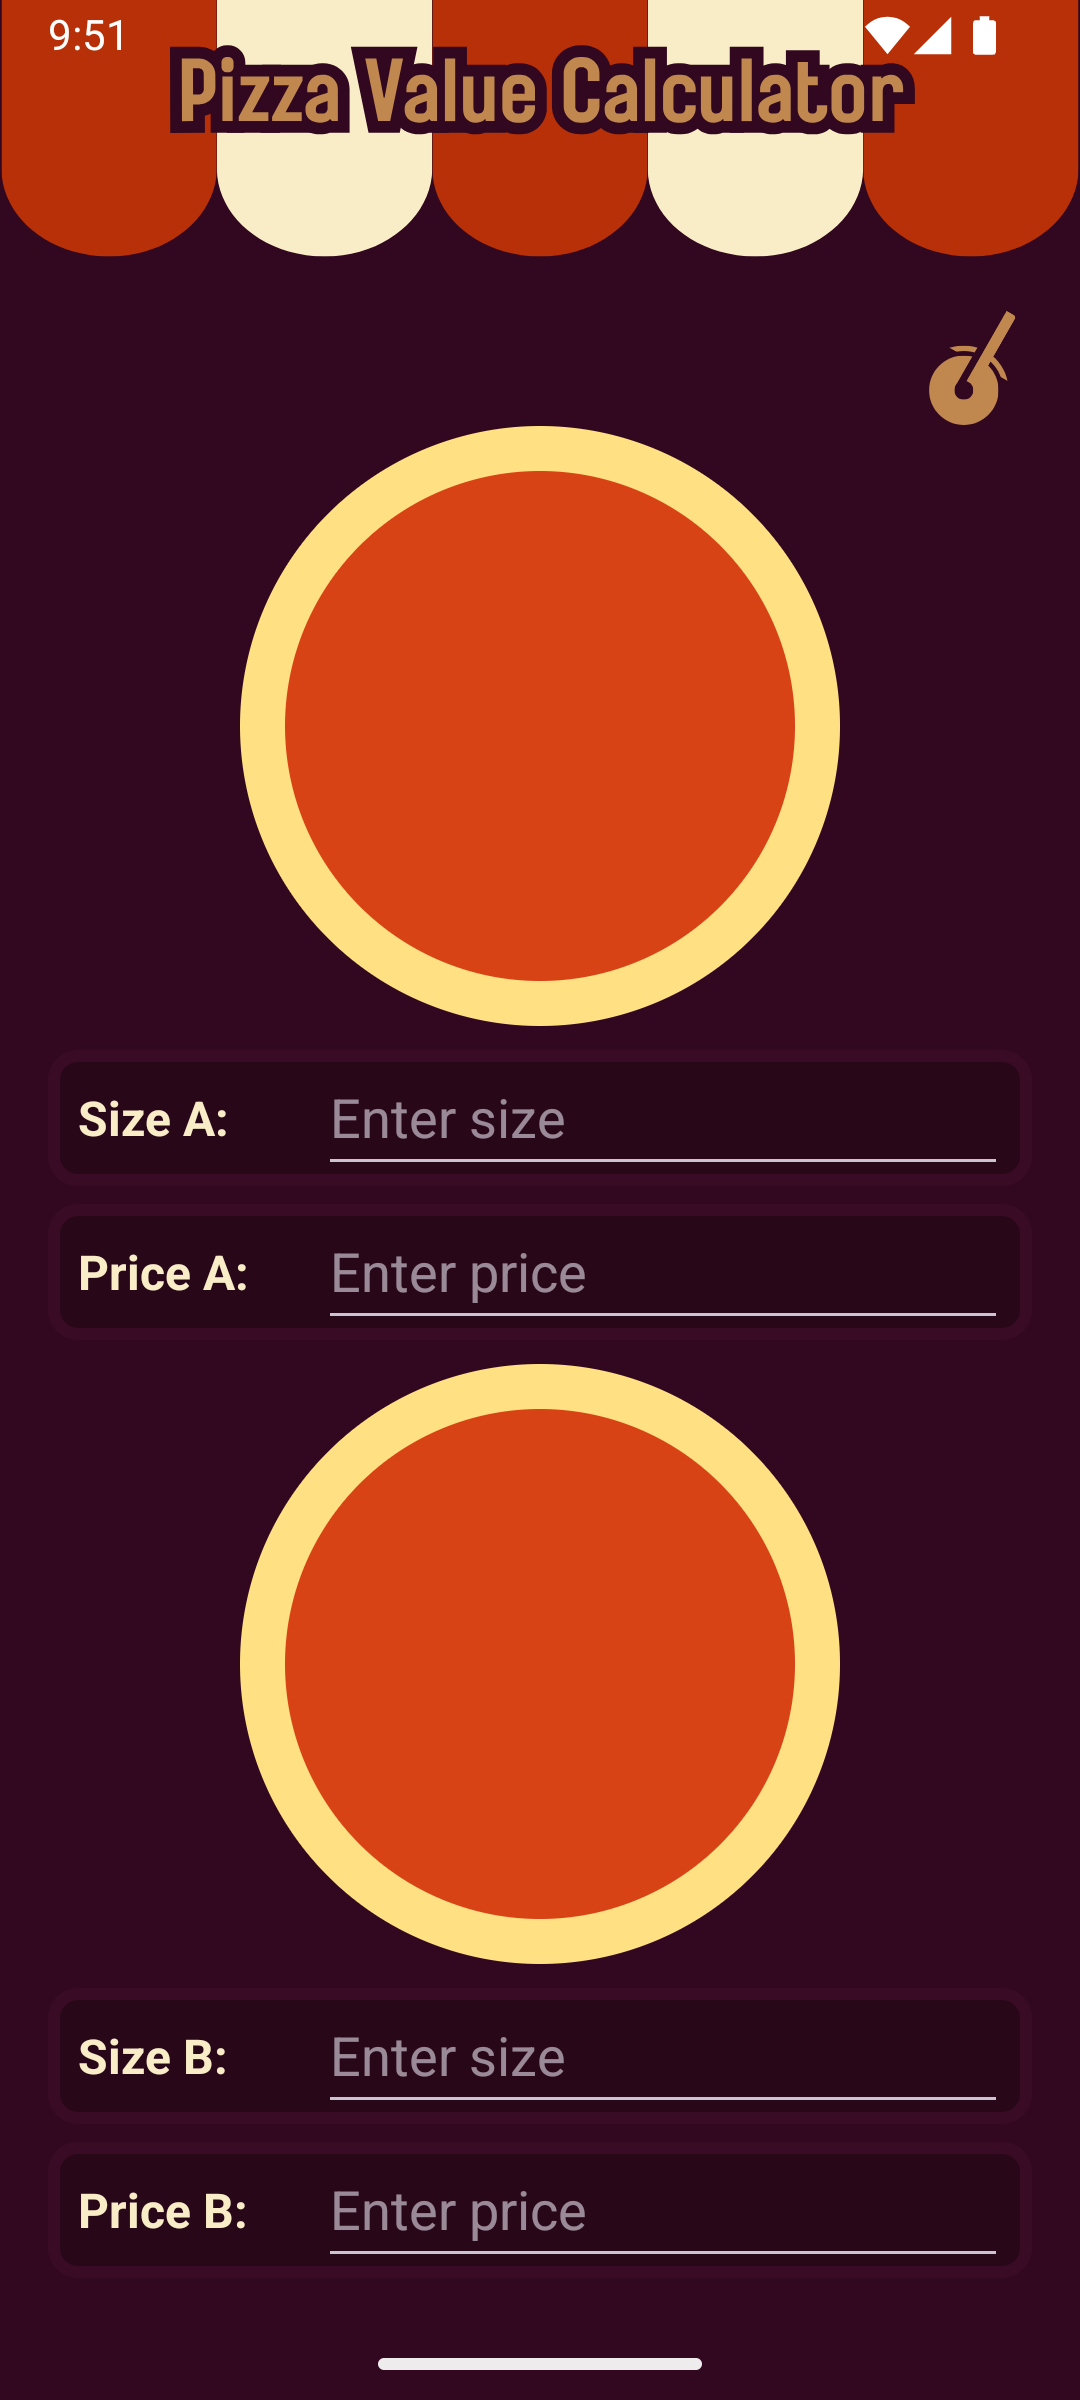 9:51
Pizza Value Calculator
Size A: Enter size
Price A: Enter price
Size B: Enter size
Price B: Enter price